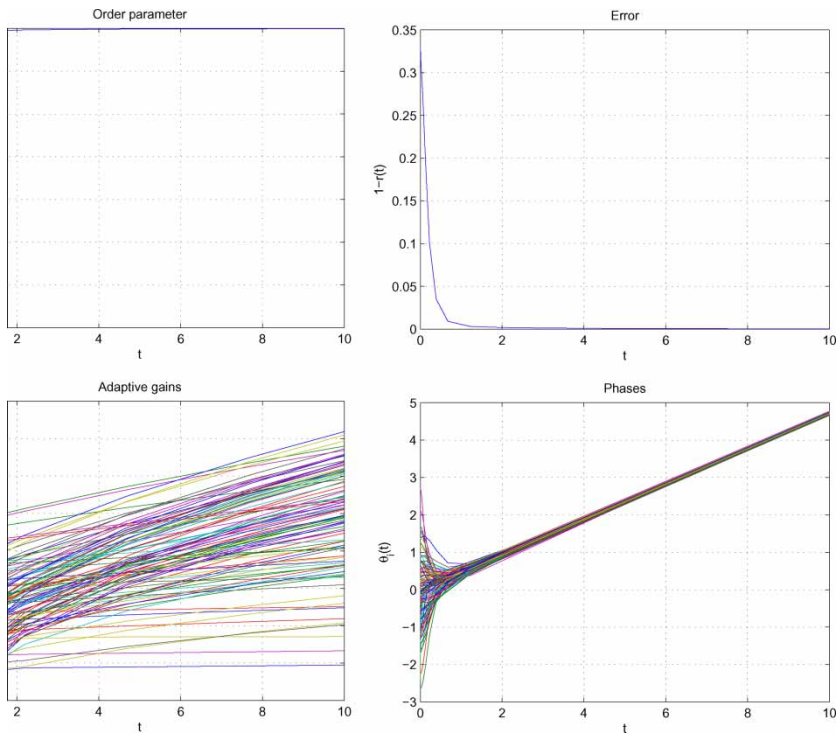 Order parameter
2 4 6 8 10
t
Error
0.35
0.3
0.25
0.2
0.15
0.1
0.05
0
1−r(t)
0 2 4 6 8 10
t
Adaptive gains
2 4 6 8 10
t
Phases
5
4
3
2
1
0
−1
−2
−3
θi(t)
0 2 4 6 8 10
t